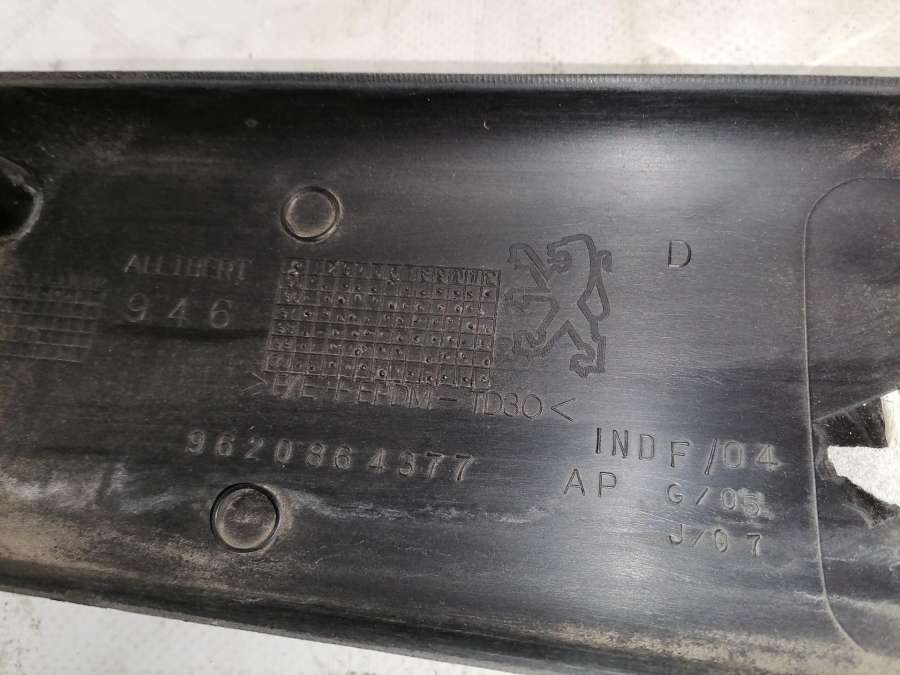 D
ALLIBERT
946
>P/E-EPDM-TD30<
9620864377
INDF/04
AP G/05
J/07